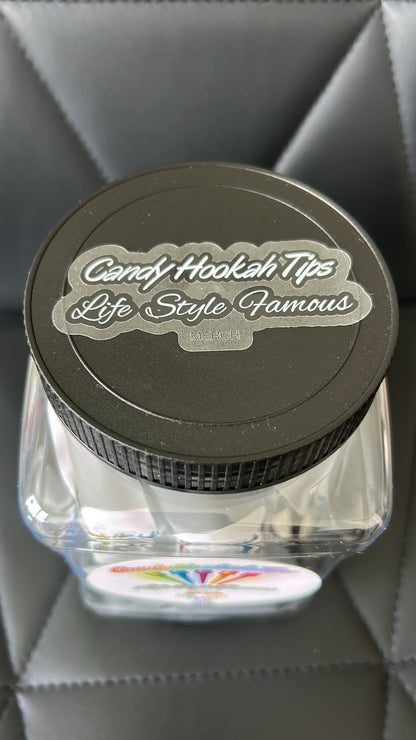 Candy Hookah Tips
Life Style Famous
MERCH